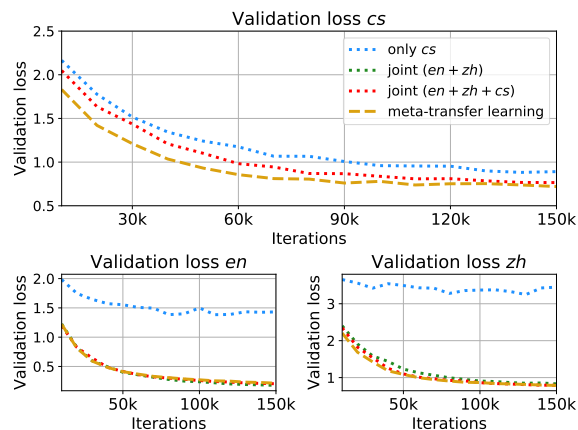 Validation loss cs
Validation loss
2.5
2.0
1.5
1.0
0.5
only cs
joint (en + zh)
joint (en + zh + cs)
meta-transfer learning
30k
60k
90k
120k
150k
Iterations
Validation loss en
Validation loss
2.0
1.5
1.0
0.5
50k
100k
150k
Iterations
Validation loss zh
Validation loss
3
2
1
50k
100k
150k
Iterations